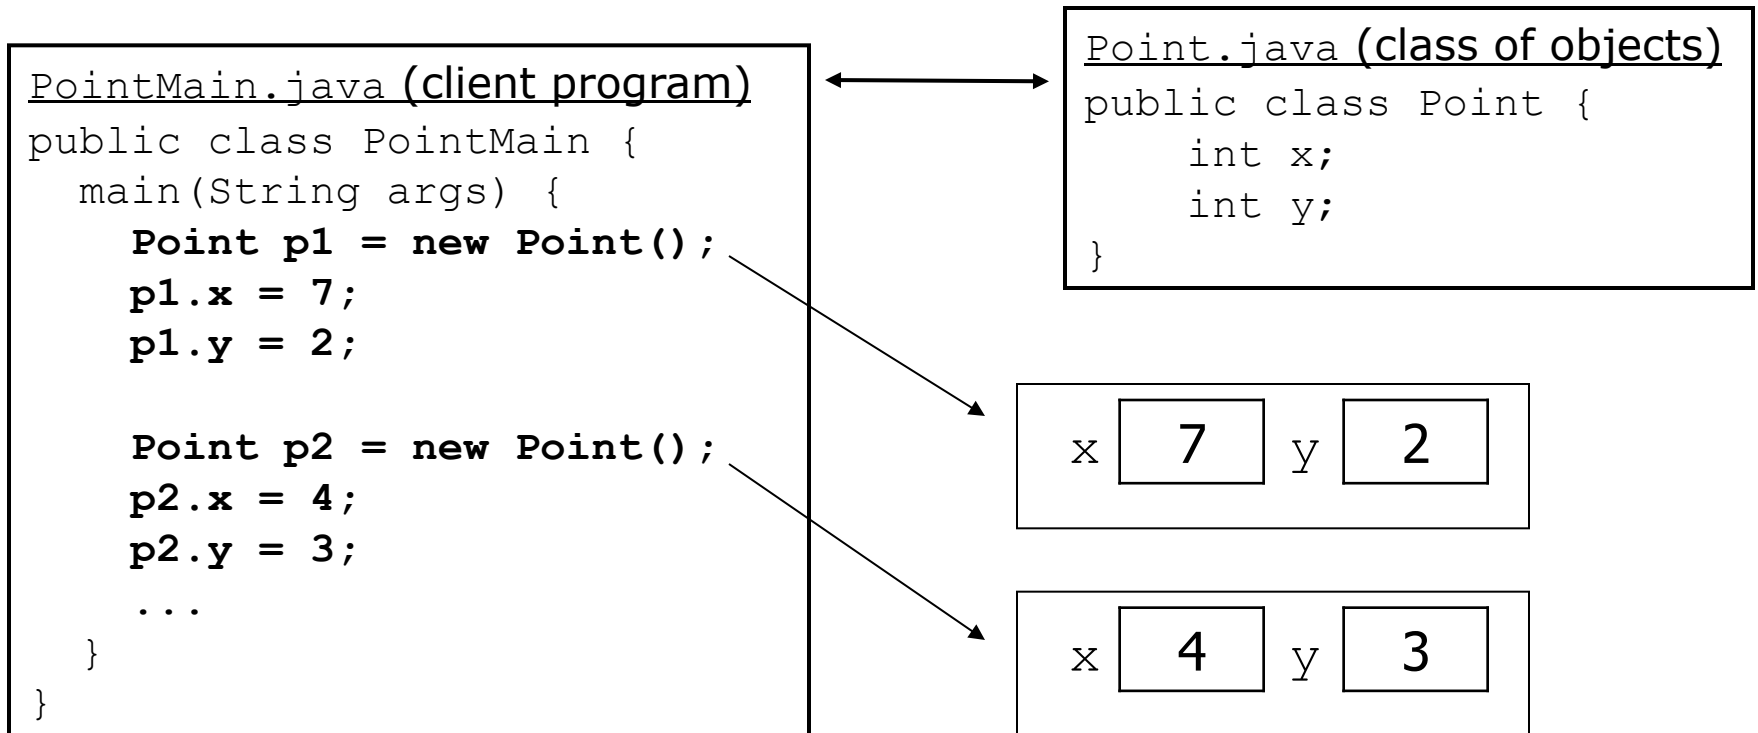 PointMain.java (client program)
public class PointMain {
  main(String args) {
    Point p1 = new Point();
    p1.x = 7;
    p1.y = 2;

    Point p2 = new Point();
    p2.x = 4;
    p2.y = 3;
    ...
  }
}
Point.java (class of objects)
public class Point {
    int x;
    int y;
}
x 7 y 2
x 4 y 3